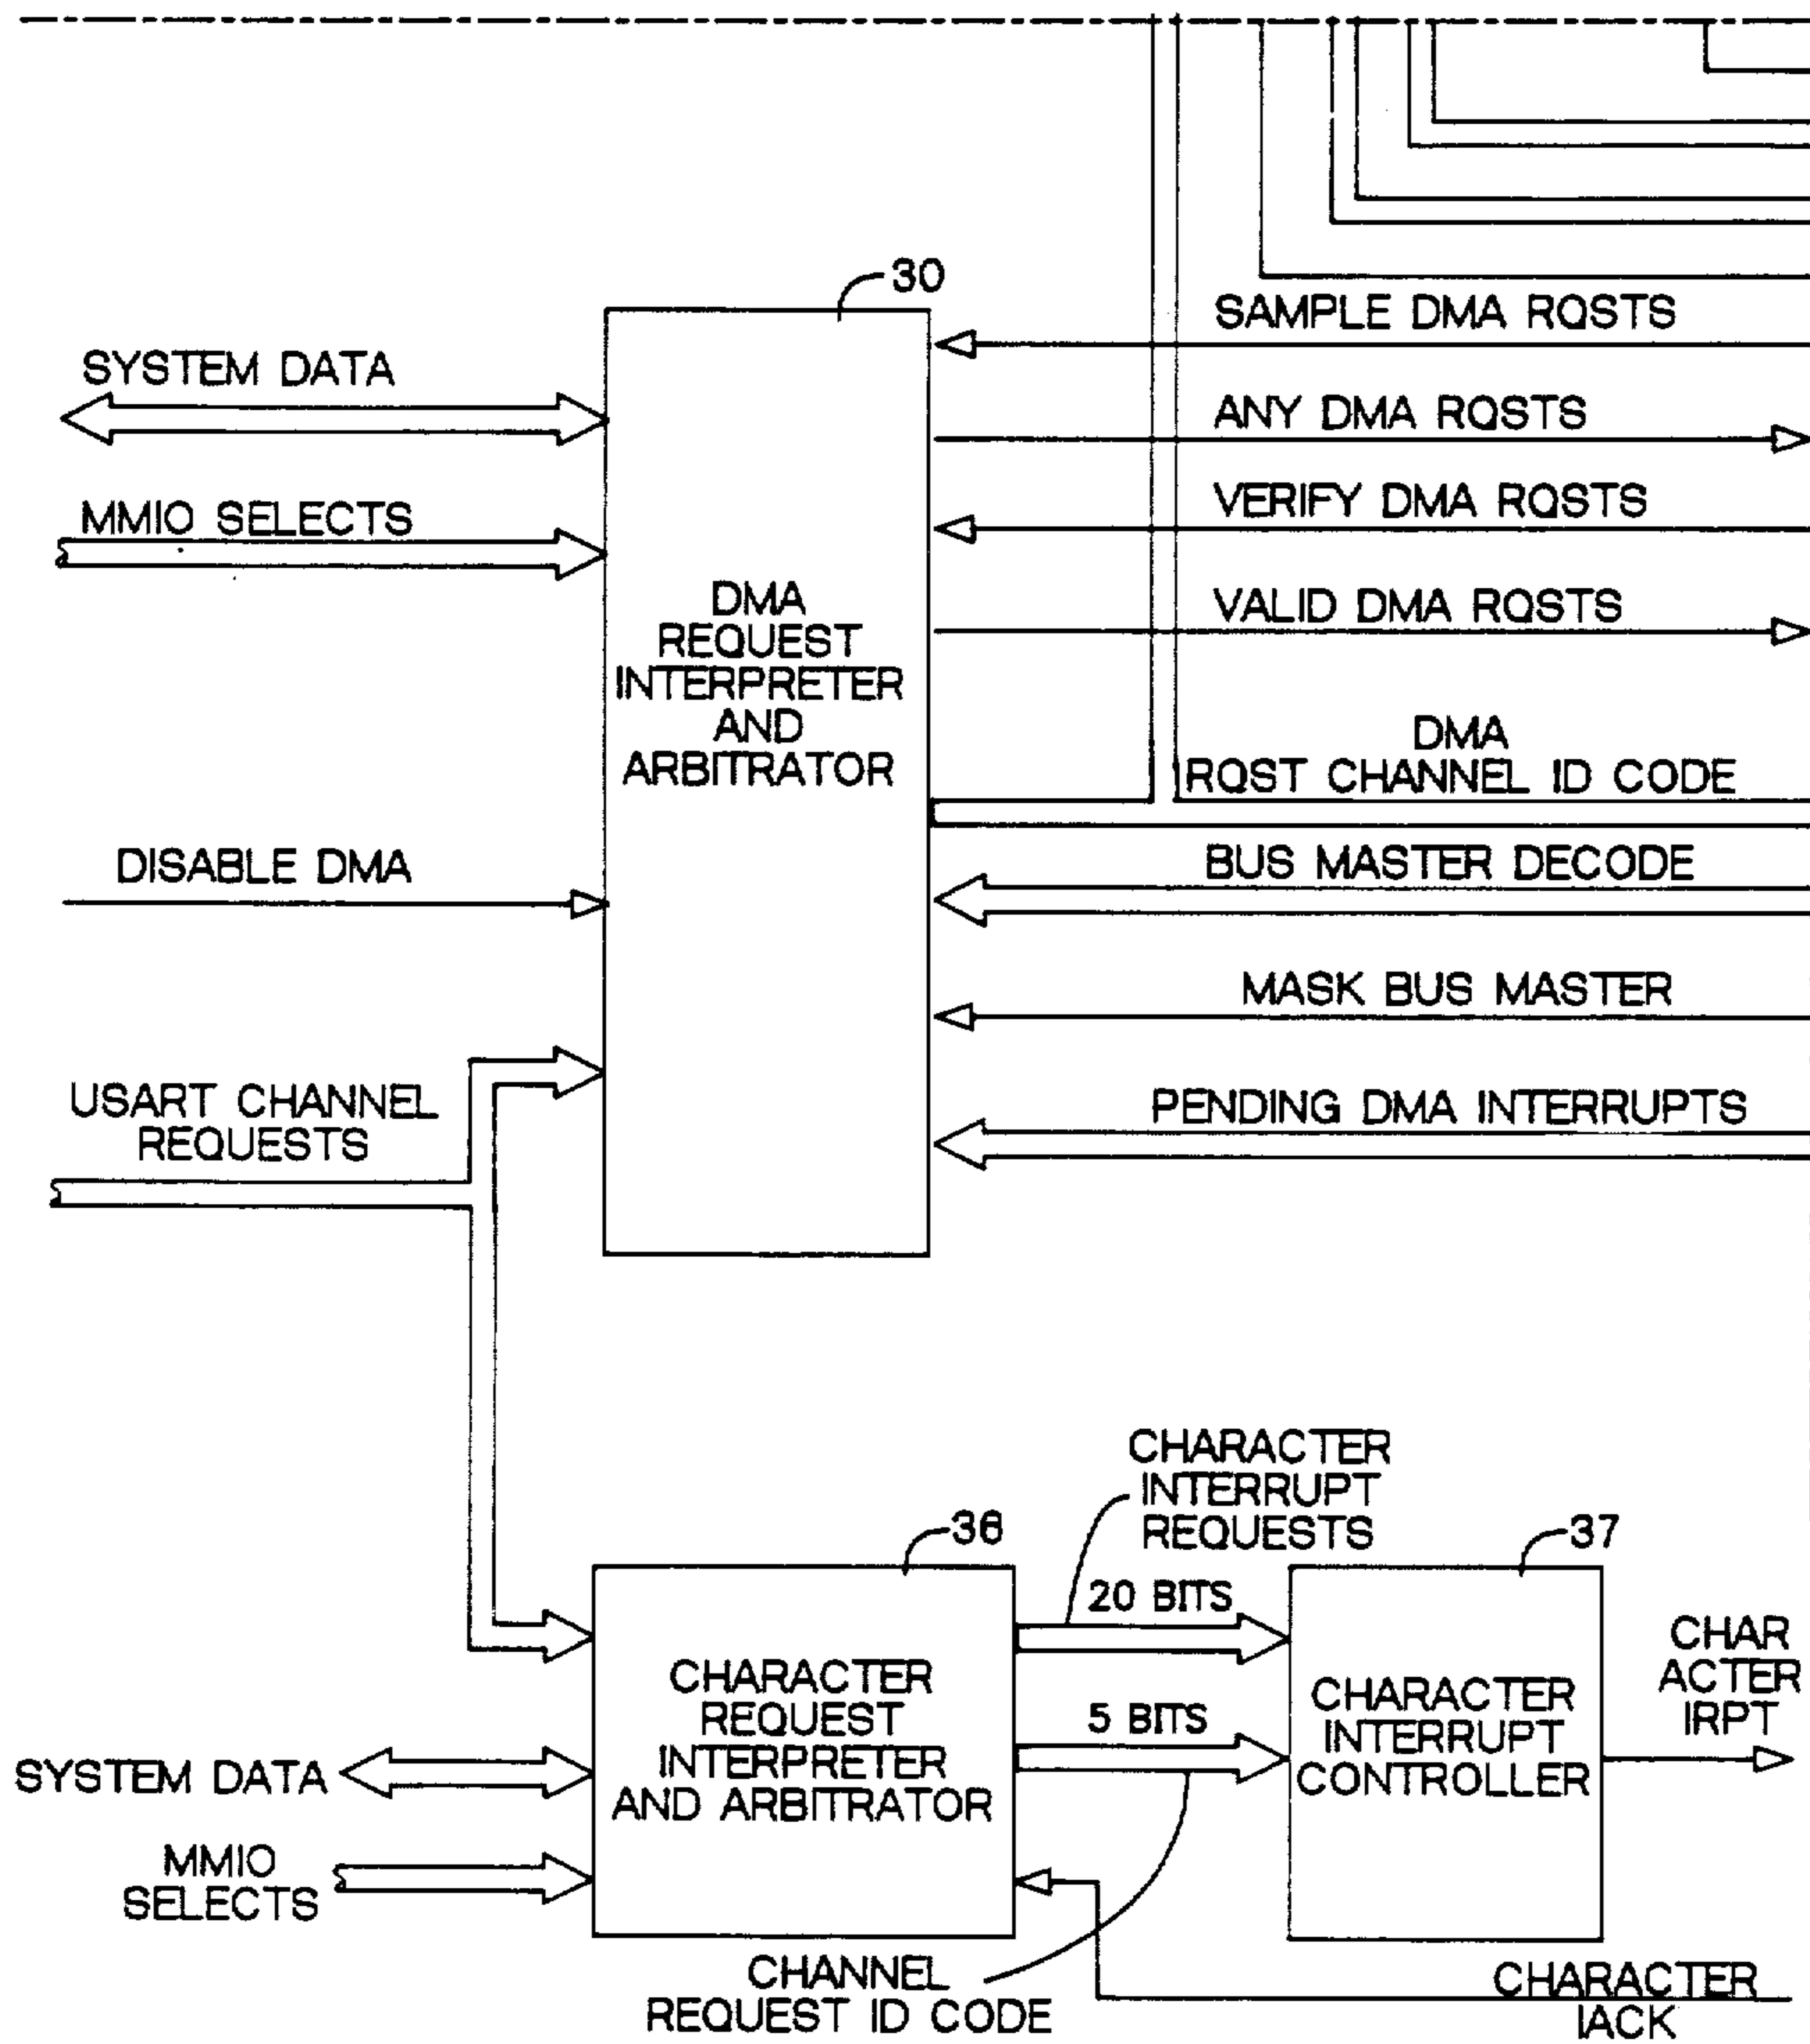 30
SAMPLE DMA RQSTS
SYSTEM DATA
ANY DMA RQSTS
MMIO SELECTS
VERIFY DMA RQSTS
VALID DMA RQSTS
DMA
REQUEST
INTERPRETER
AND
ARBITRATOR
DMA
RQST CHANNEL ID CODE
DISABLE DMA
BUS MASTER DECODE
MASK BUS MASTER
USART CHANNEL
REQUESTS
PENDING DMA INTERRUPTS
CHARACTER
INTERRUPT
REQUESTS
36
37
20 BITS
5 BITS
CHARACTER
REQUEST
INTERPRETER
AND ARBITRATOR
CHARACTER
INTERRUPT
CONTROLLER
CHAR
ACTER
IRPT
SYSTEM DATA
MMIO
SELECTS
CHANNEL
REQUEST ID CODE
CHARACTER
IACK